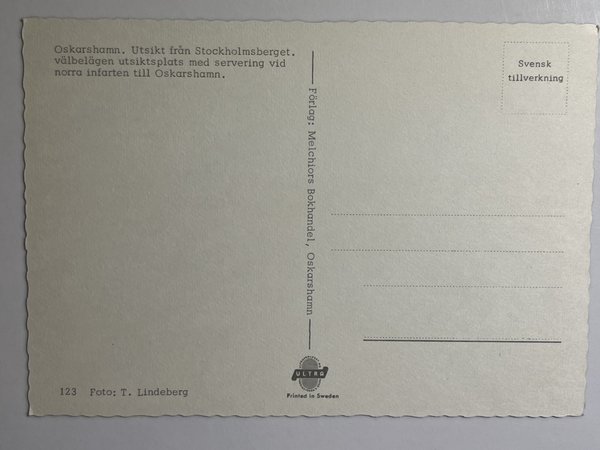 Oskarshamn. Utsikt från Stockholmsberget.
välbelägen utsiktsplats med servering vid
norra infarten till Oskarshamn.
Svensk
tillverkning
Förlag: Melchiors Bokhandel, Oskarshamn
ULTRA
Printed in Sweden
123 Foto: T. Lindeberg